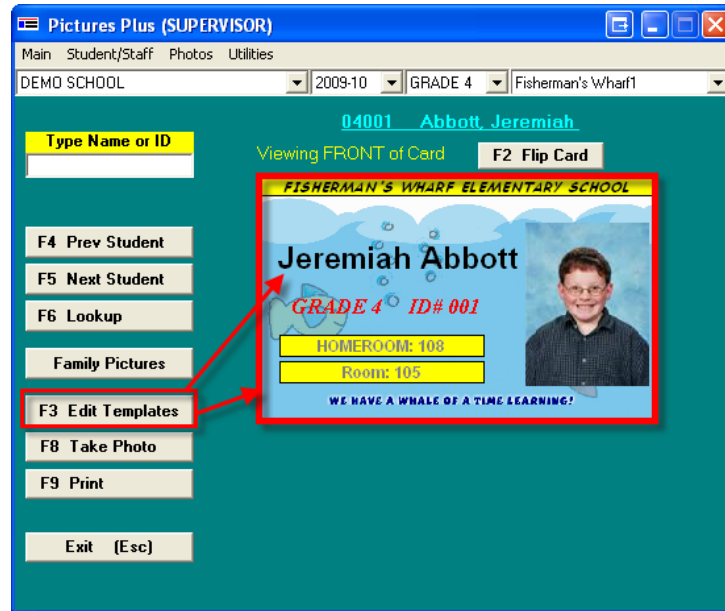 Pictures Plus (SUPERVISOR)
Main Student/Staff Photos Utilities
DEMO SCHOOL 2009-10 GRADE 4 Fisherman's Wharf1
04001 Abbott, Jeremiah
Type Name or ID
Viewing FRONT of Card F2 Flip Card
FISHERMAN'S WHARF ELEMENTARY SCHOOL
Jeremiah Abbott
GRADE 4 ID# 001
HOMEROOM: 108
Room: 105
WE HAVE A WHALE OF A TIME LEARNING!
F4 Prev Student
F5 Next Student
F6 Lookup
Family Pictures
F3 Edit Templates
F8 Take Photo
F9 Print
Exit (Esc)